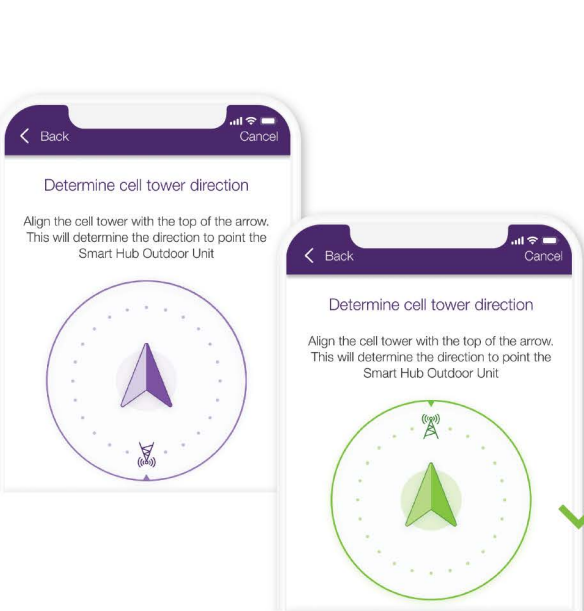 Back
Cancel
Determine cell tower direction
Align the cell tower with the top of the arrow.
This will determine the direction to point the
Smart Hub Outdoor Unit
Back
Cancel
Determine cell tower direction
Align the cell tower with the top of the arrow.
This will determine the direction to point the
Smart Hub Outdoor Unit